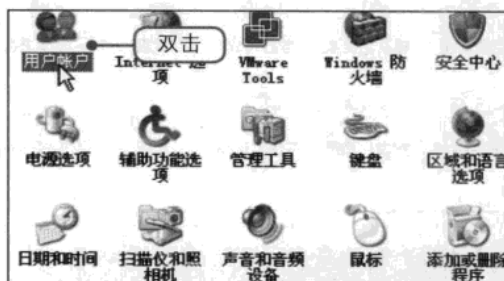 双击
用户帐户
Internet 选
项
VMware
Tools
Windows 防
火墙
安全中心
电源选项
辅助功能选
项
管理工具
键盘
区域和语言
选项
日期和时间
扫描仪和照
相机
声音和音频
设备
鼠标
添加或删除
程序